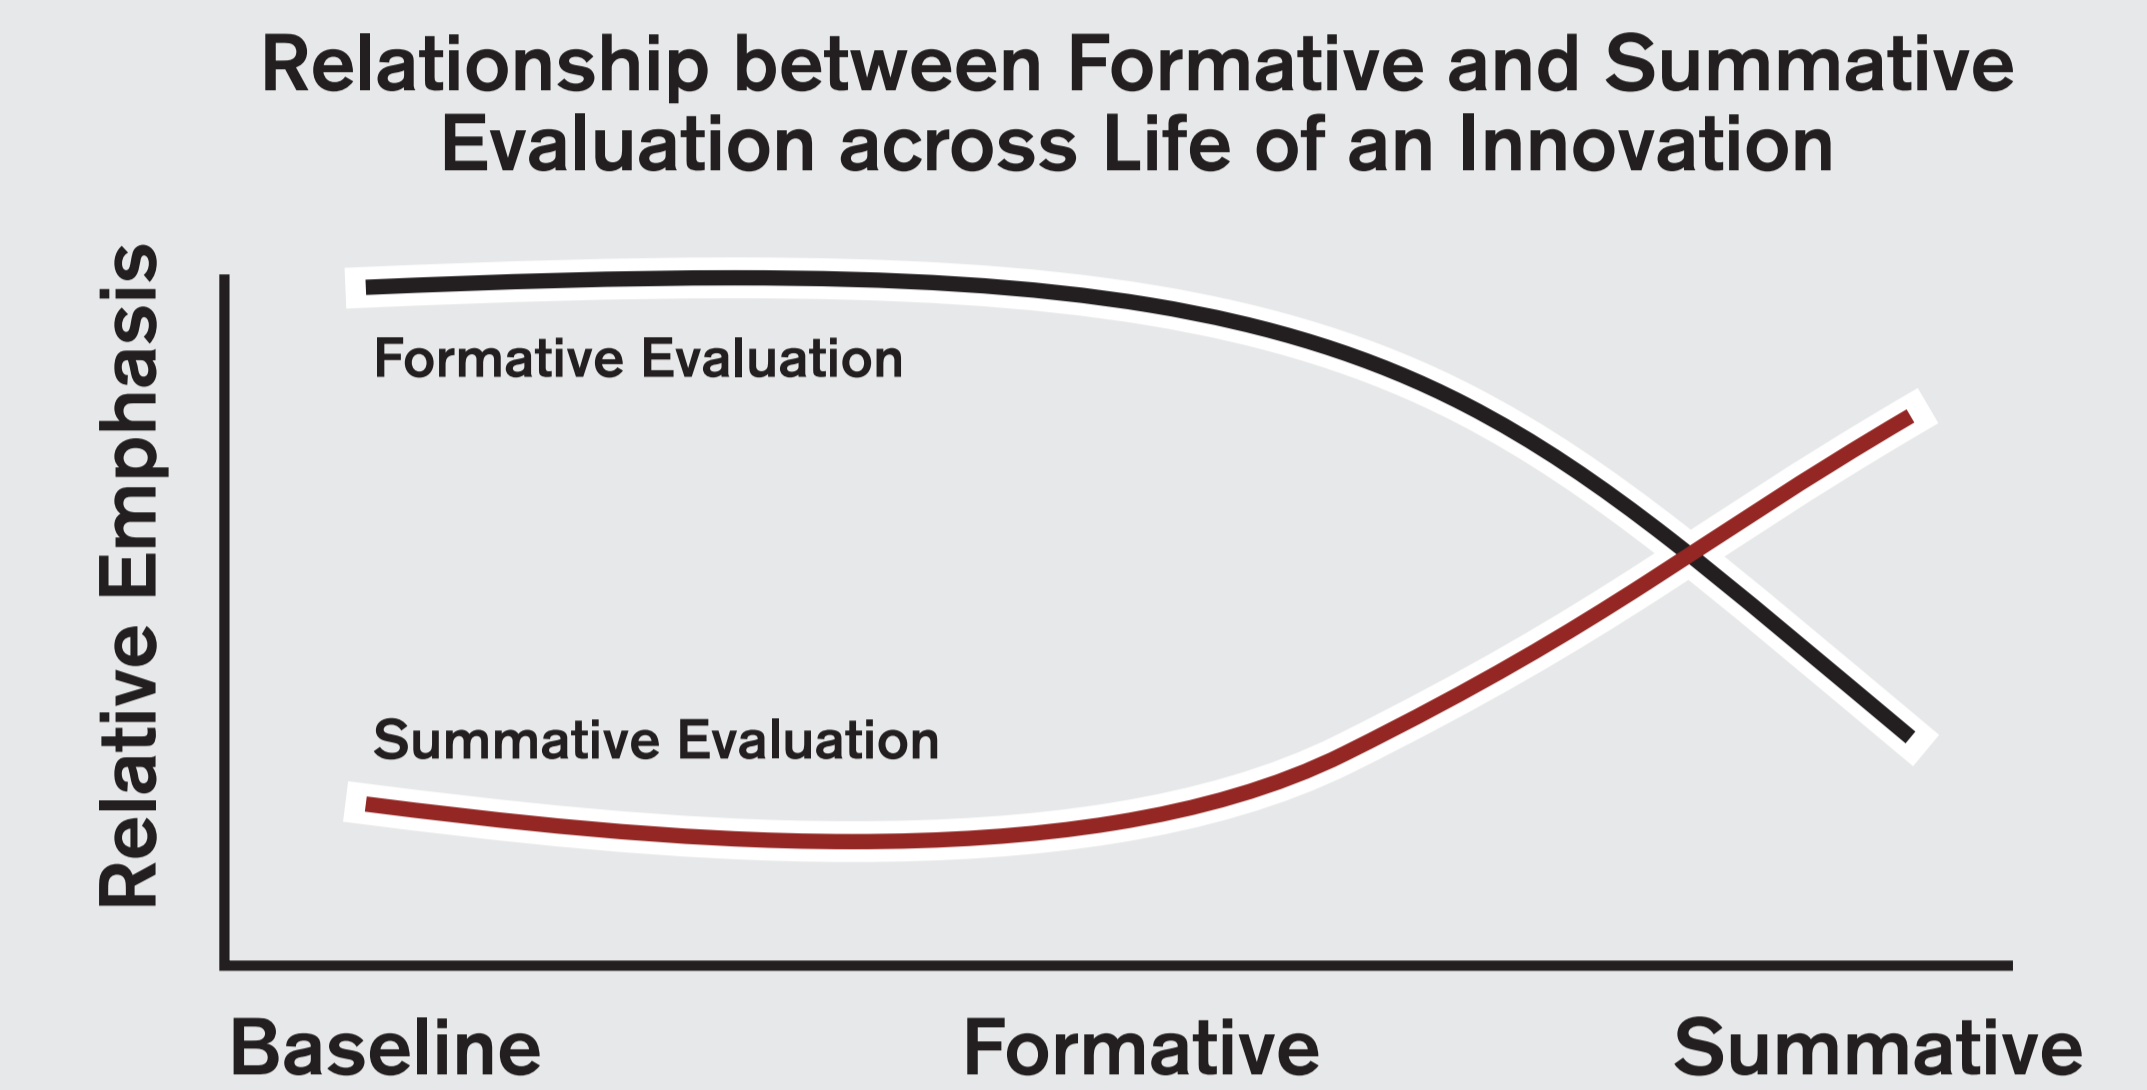 Relationship between Formative and Summative
Evaluation across Life of an Innovation
Relative Emphasis
Formative Evaluation
Summative Evaluation
Baseline Formative Summative